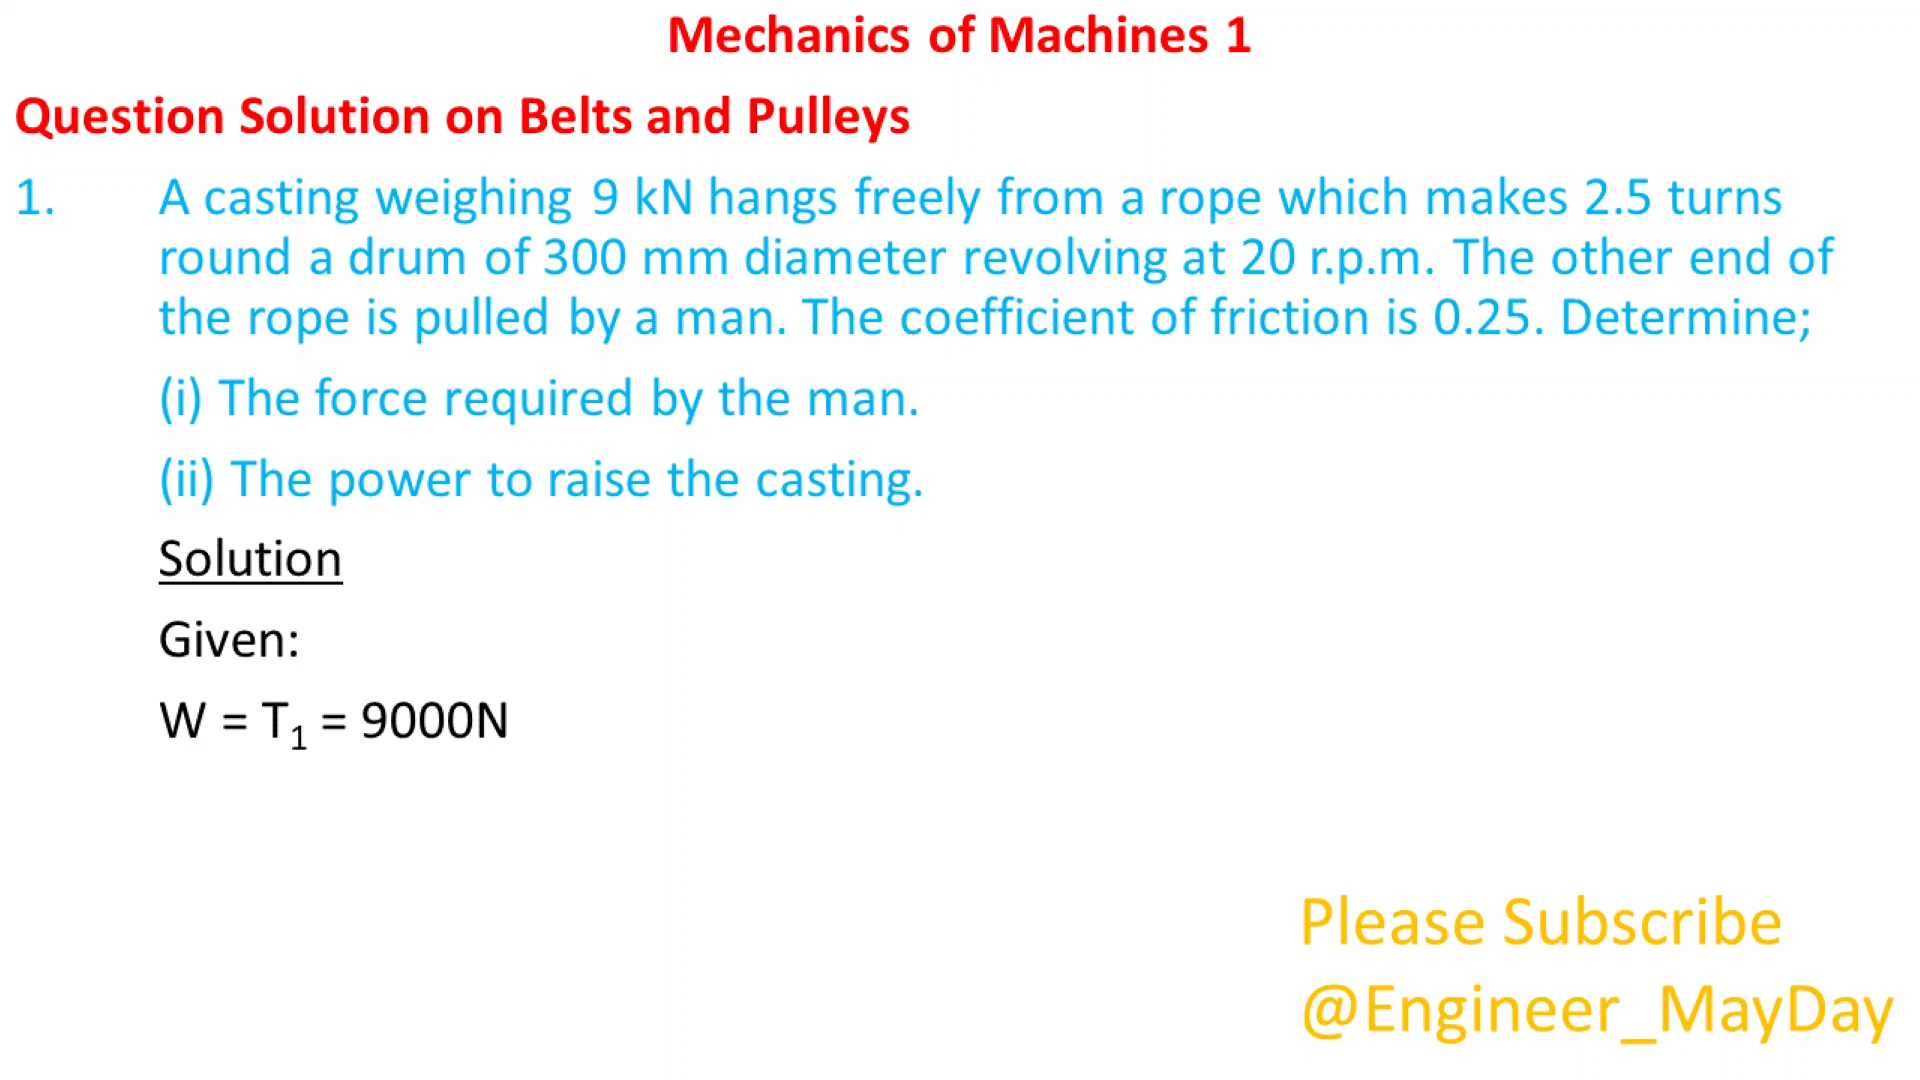 Mechanics of Machines 1
Question Solution on Belts and Pulleys
1. A casting weighing 9 kN hangs freely from a rope which makes 2.5 turns
round a drum of 300 mm diameter revolving at 20 r.p.m. The other end of
the rope is pulled by a man. The coefficient of friction is 0.25. Determine;
(i) The force required by the man.
(ii) The power to raise the casting.
Solution
Given:
W = T₁ = 9000N
Please Subscribe
@Engineer_MayDay